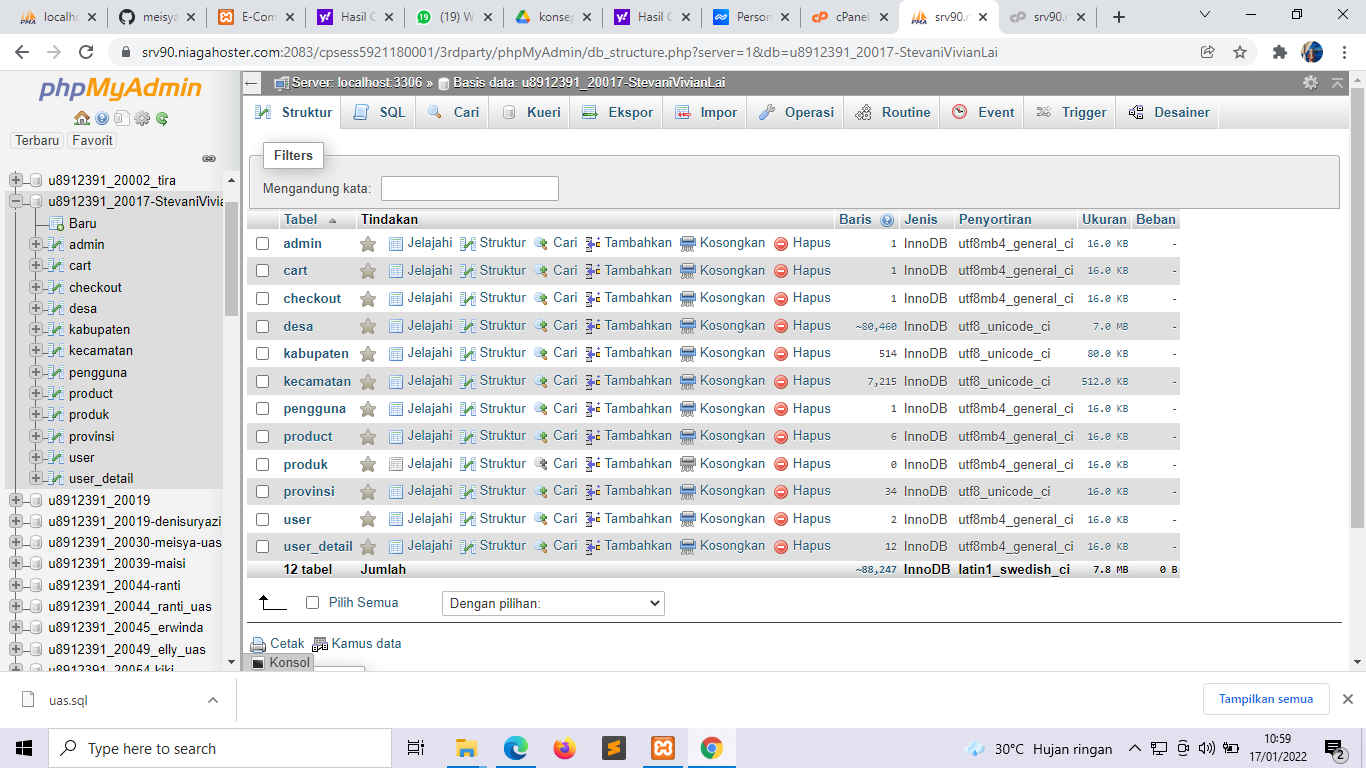 localho
meisya
E-Com
Hasil C
(19) W
konsep
Hasil C
Person
cPanel
srv90.n
srv90.n
srv90.niagahoster.com:2083/cpsess5921180001/3rdparty/phpMyAdmin/db_structure.php?server=1&db=u8912391_20017-StevaniVivianLai
phpMyAdmin
Terbaru Favorit
u8912391_20002_tira
u8912391_20017-StevaniVivia
Baru
admin
cart
checkout
desa
kabupaten
kecamatan
pengguna
product
produk
provinsi
user
user_detail
u8912391_20019
u8912391_20019-denisuryazi
u8912391_20030-meisya-uas
u8912391_20039-maisi
u8912391_20044-ranti
u8912391_20044_ranti_uas
u8912391_20045_erwinda
u8912391_20049_elly_uas
u8912391_20054-kiki
Server: localhost:3306 » Basis data: u8912391_20017-StevaniVivianLai
Struktur SQL Cari Kueri Ekspor Impor Operasi Routine Event Trigger Desainer
Filters
Mengandung kata:
Tabel Tindakan Baris Jenis Penyortiran Ukuran Beban
admin Jelajahi Struktur Cari Tambahkan Kosongkan Hapus 1 InnoDB utf8mb4_general_ci 16.0 KB -
cart Jelajahi Struktur Cari Tambahkan Kosongkan Hapus 1 InnoDB utf8mb4_general_ci 16.0 KB -
checkout Jelajahi Struktur Cari Tambahkan Kosongkan Hapus 1 InnoDB utf8mb4_general_ci 16.0 KB -
desa Jelajahi Struktur Cari Tambahkan Kosongkan Hapus ~80,460 InnoDB utf8_unicode_ci 7.0 MB -
kabupaten Jelajahi Struktur Cari Tambahkan Kosongkan Hapus 514 InnoDB utf8_unicode_ci 80.0 KB -
kecamatan Jelajahi Struktur Cari Tambahkan Kosongkan Hapus 7,215 InnoDB utf8_unicode_ci 512.0 KB -
pengguna Jelajahi Struktur Cari Tambahkan Kosongkan Hapus 1 InnoDB utf8mb4_general_ci 16.0 KB -
product Jelajahi Struktur Cari Tambahkan Kosongkan Hapus 6 InnoDB utf8mb4_general_ci 16.0 KB -
produk Jelajahi Struktur Cari Tambahkan Kosongkan Hapus 0 InnoDB utf8mb4_general_ci 16.0 KB -
provinsi Jelajahi Struktur Cari Tambahkan Kosongkan Hapus 34 InnoDB utf8_unicode_ci 16.0 KB -
user Jelajahi Struktur Cari Tambahkan Kosongkan Hapus 2 InnoDB utf8mb4_general_ci 16.0 KB -
user_detail Jelajahi Struktur Cari Tambahkan Kosongkan Hapus 12 InnoDB utf8mb4_general_ci 16.0 KB -
12 tabel Jumlah ~88,247 InnoDB latin1_swedish_ci 7.8 MB 0 B
Pilih Semua Dengan pilihan:
Cetak Kamus data
Konsol
uas.sql
Tampilkan semua
Type here to search
30°C Hujan ringan
10:59
17/01/2022
2